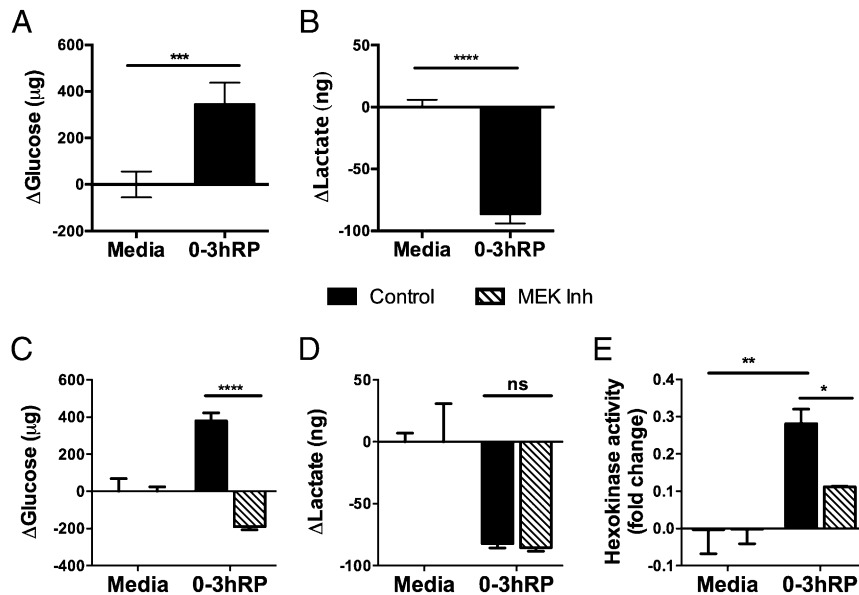 A
ΔGlucose (μg)
600
400
200
0
-200
***
Media
0-3hRP
B
ΔLactate (ng)
50
0
-50
-100
****
Media
0-3hRP
Control
MEK Inh
C
ΔGlucose (μg)
600
400
200
0
-200
-400
****
Media
0-3hRP
D
ΔLactate (ng)
50
0
-50
-100
ns
Media
0-3hRP
E
Hexokinase activity
(fold change)
0.4
0.3
0.2
0.1
0.0
-0.1
**
*
Media
0-3hRP